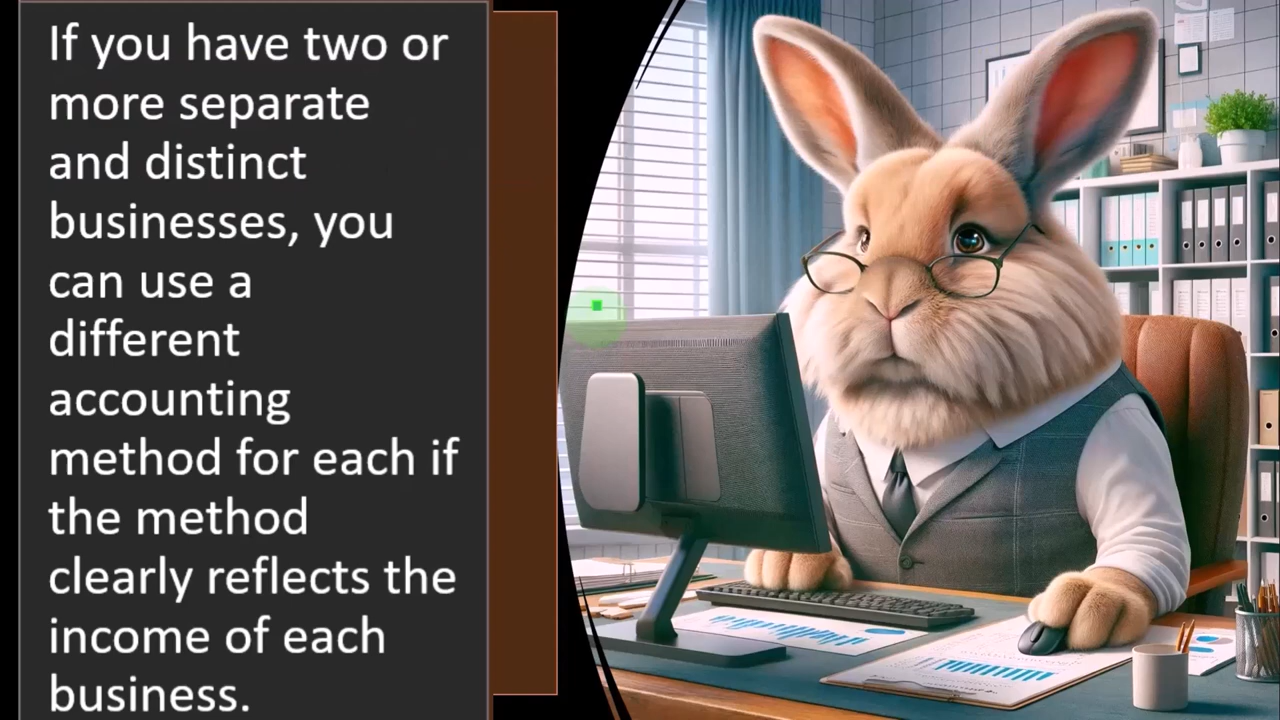 If you have two or
more separate
and distinct
businesses, you
can use a
different
accounting
method for each if
the method
clearly reflects the
income of each
business.